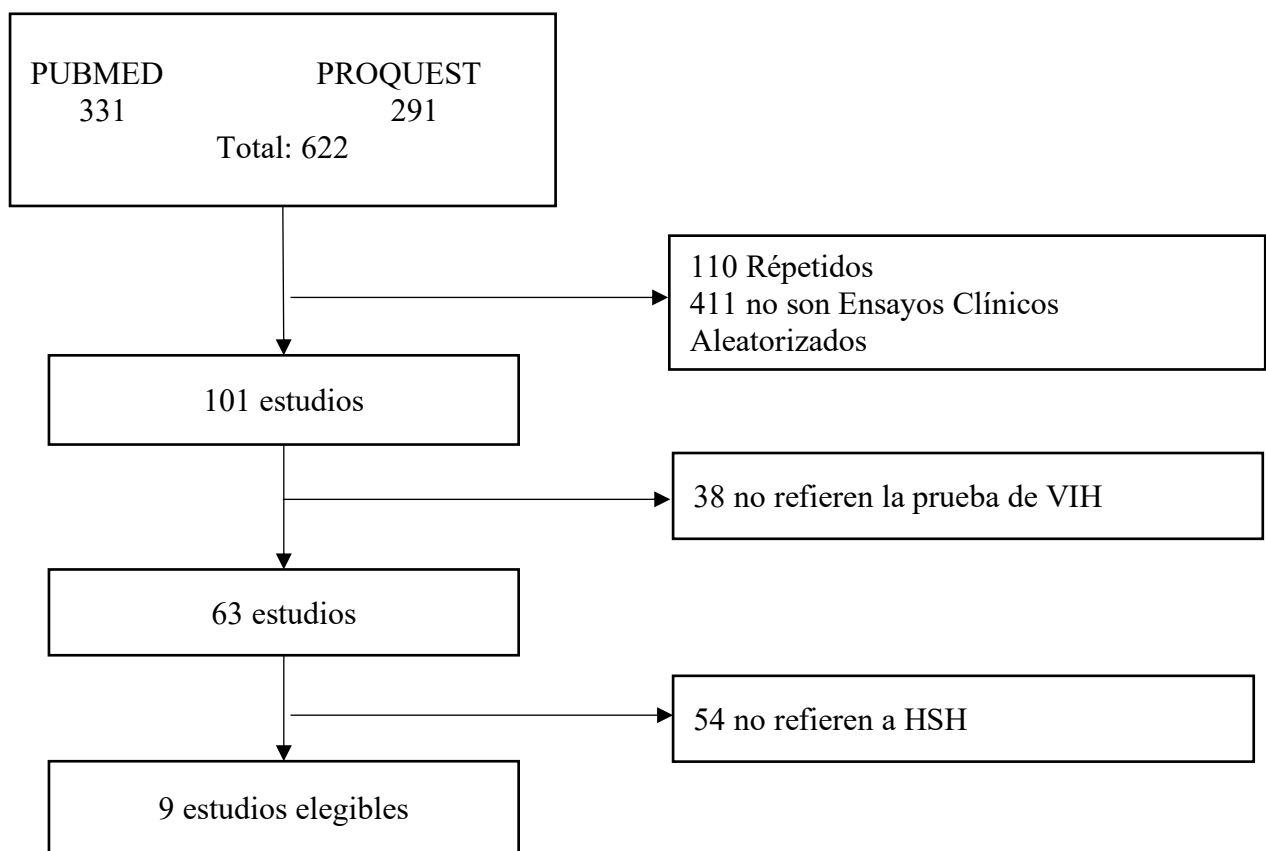 PUBMED PROQUEST
331 291
Total: 622
110 Répetidos
411 no son Ensayos Clínicos
Aleatorizados
101 estudios
38 no refieren la prueba de VIH
63 estudios
54 no refieren a HSH
9 estudios elegibles